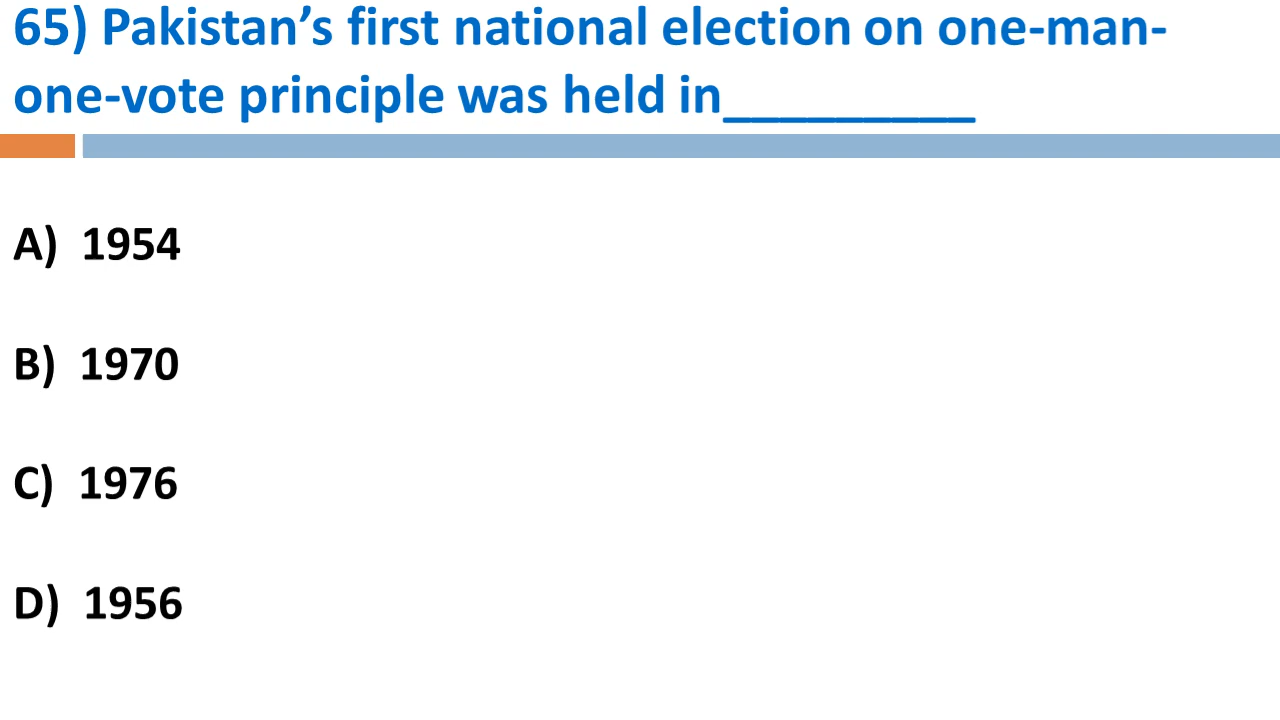 65) Pakistan’s first national election on one-man-
one-vote principle was held in_________
A) 1954
B) 1970
C) 1976
D) 1956